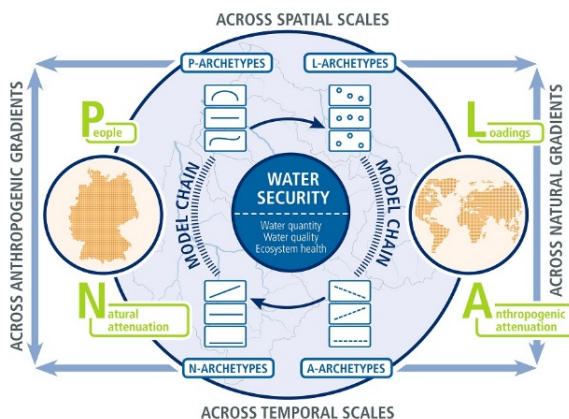 ACROSS SPATIAL SCALES
P-ARCHETYPES
L-ARCHETYPES
People
Loadings
ACROSS ANTHROPOGENIC GRADIENTS
MODEL CHAIN
WATER
SECURITY
Water quantity
Water quality
Ecosystem health
MODEL CHAIN
ACROSS NATURAL GRADIENTS
Natural
attenuation
Anthropogenic
attenuation
N-ARCHETYPES
A-ARCHETYPES
ACROSS TEMPORAL SCALES